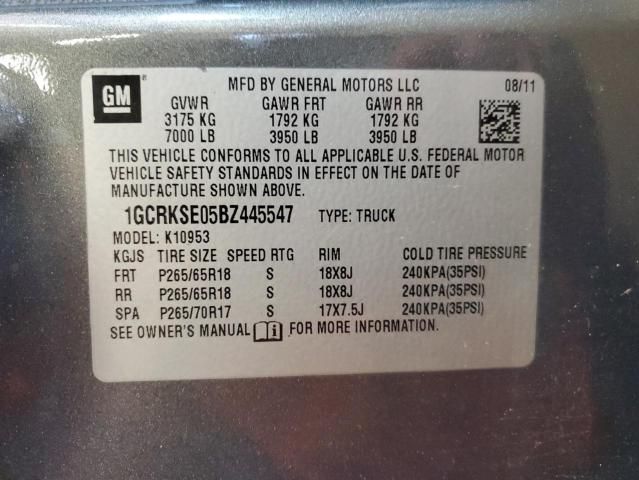 GM MFD BY GENERAL MOTORS LLC 08/11
GVWR GAWR FRT GAWR RR
3175 KG 1792 KG 1792 KG
7000 LB 3950 LB 3950 LB
THIS VEHICLE CONFORMS TO ALL APPLICABLE U.S. FEDERAL MOTOR
VEHICLE SAFETY STANDARDS IN EFFECT ON THE DATE OF
MANUFACTURE SHOWN ABOVE.
1GCRKSE05BZ445547 TYPE: TRUCK
MODEL: K10953
KGJS TIRE SIZE SPEED RTG RIM COLD TIRE PRESSURE
FRT P265/65R18 S 18X8J 240KPA(35PSI)
RR P265/65R18 S 18X8J 240KPA(35PSI)
SPA P265/70R17 S 17X7.5J 240KPA(35PSI)
SEE OWNER'S MANUAL FOR MORE INFORMATION.